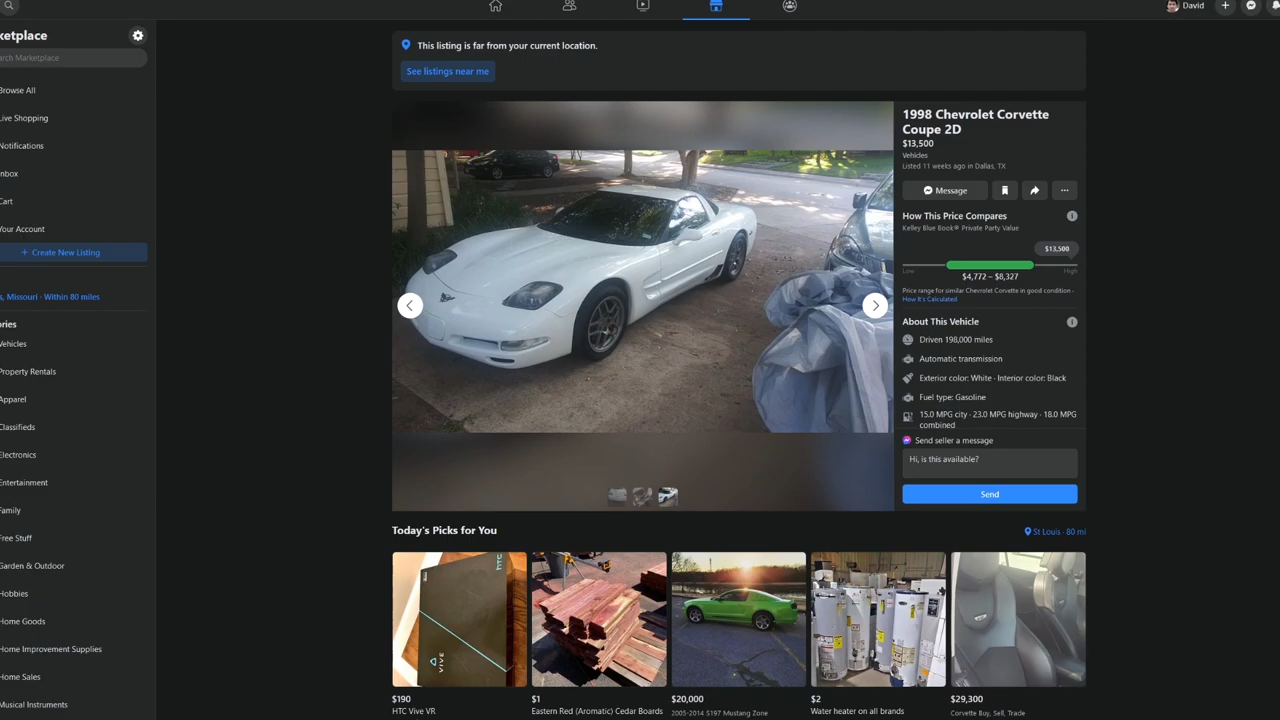 David
ketplace
arch Marketplace
Browse All
Live Shopping
Notifications
nbox
Cart
Your Account
+ Create New Listing
s, Missouri · Within 80 miles
ories
Vehicles
Property Rentals
Apparel
Classifieds
Electronics
Entertainment
Family
Free Stuff
Garden & Outdoor
Hobbies
Home Goods
Home Improvement Supplies
Home Sales
Musical Instruments
This listing is far from your current location.
See listings near me
1998 Chevrolet Corvette
Coupe 2D
$13,500
Vehicles
Listed 11 weeks ago in Dallas, TX
Message
How This Price Compares
Kelley Blue Book® Private Party Value
$13,500
Low
High
$4,772 – $8,327
Price range for similar Chevrolet Corvette in good condition -
How It's Calculated
About This Vehicle
Driven 198,000 miles
Automatic transmission
Exterior color: White · Interior color: Black
Fuel type: Gasoline
15.0 MPG city · 23.0 MPG highway · 18.0 MPG
combined
Send seller a message
Hi, is this available?
Send
Today's Picks for You
St Louis · 80 mi
hTC
VIVE
$190
HTC Vive VR
$1
Eastern Red (Aromatic) Cedar Boards
$20,000
2005-2014 S197 Mustang Zone
$2
Water heater on all brands
$29,300
Corvette Buy, Sell, Trade